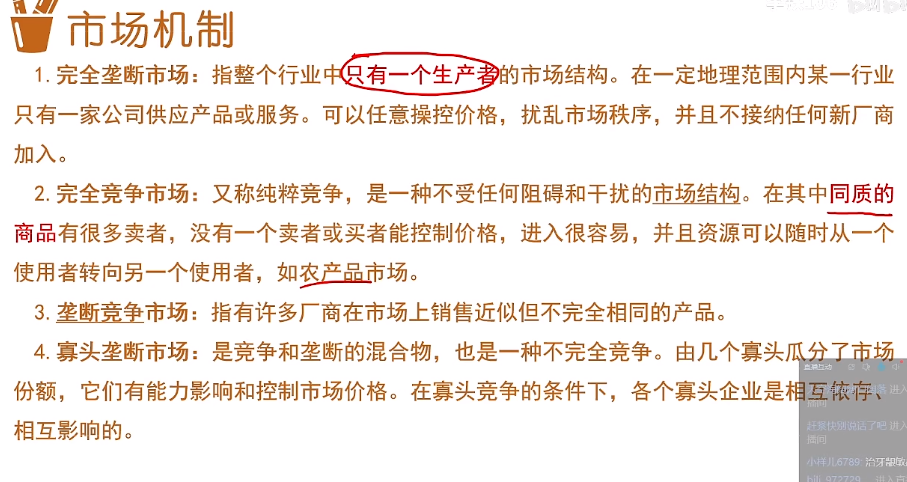 市场机制
1.完全垄断市场：指整个行业中只有一个生产者的市场结构。在一定地理范围内某一行业
只有一家公司供应产品或服务。可以任意操控价格，扰乱市场秩序，并且不接纳任何新厂商
加入。
2.完全竞争市场：又称纯粹竞争，是一种不受任何阻碍和干扰的市场结构。在其中同质的
商品有很多卖者，没有一个卖者或买者能控制价格，进入很容易，并且资源可以随时从一个
使用者转向另一个使用者，如农产品市场。
3.垄断竞争市场：指有许多厂商在市场上销售近似但不完全相同的产品。
4.寡头垄断市场：是竞争和垄断的混合物，也是一种不完全竞争。由几个寡头瓜分了市场
份额，它们有能力影响和控制市场价格。在寡头竞争的条件下，各个寡头企业是相互依存、
相互影响的。
直播互动
进入
直播间
赶紧快别说话了吧 进入
直播间
小样儿6789: